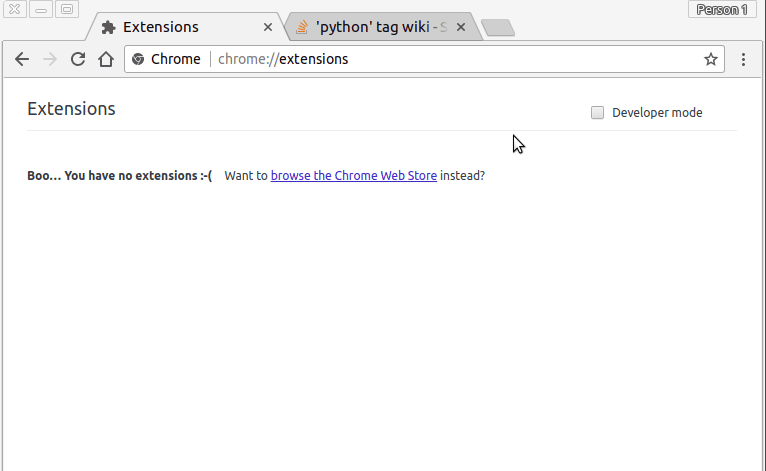 Person 1
Extensions
'python' tag wiki - S
Chrome chrome://extensions
Extensions
Developer mode
Boo... You have no extensions :-( Want to browse the Chrome Web Store instead?